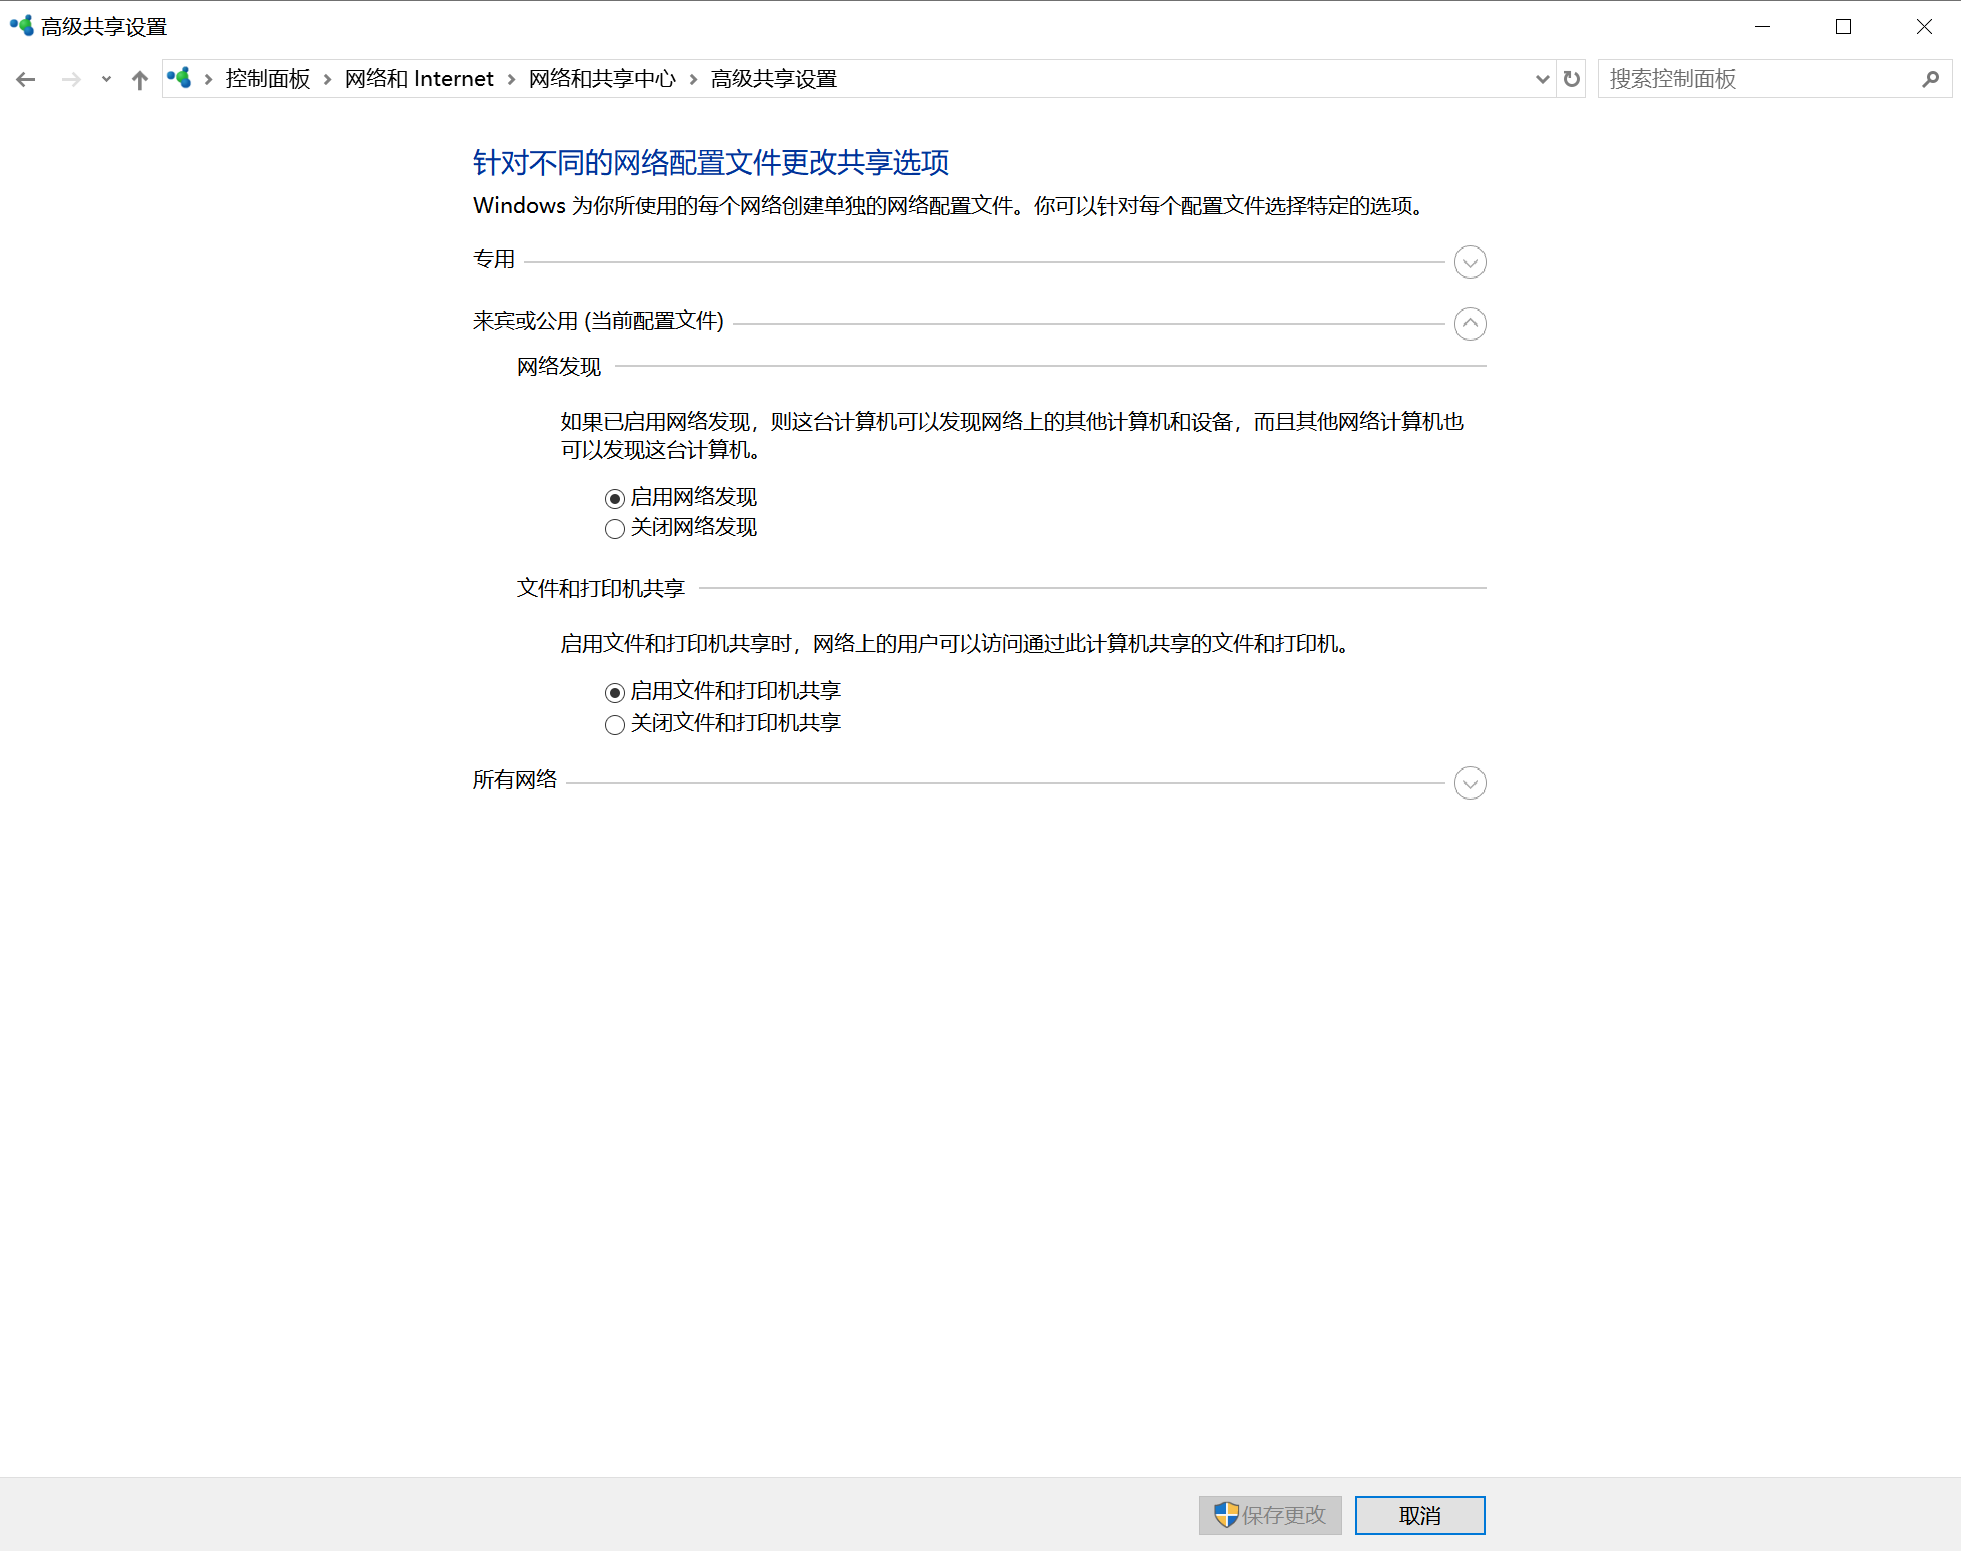 高级共享设置
控制面板 网络和 Internet 网络和共享中心 高级共享设置 搜索控制面板
针对不同的网络配置文件更改共享选项
Windows 为你所使用的每个网络创建单独的网络配置文件。你可以针对每个配置文件选择特定的选项。
专用
来宾或公用 (当前配置文件)
网络发现
如果已启用网络发现，则这台计算机可以发现网络上的其他计算机和设备，而且其他网络计算机也
可以发现这台计算机。
启用网络发现
关闭网络发现
文件和打印机共享
启用文件和打印机共享时，网络上的用户可以访问通过此计算机共享的文件和打印机。
启用文件和打印机共享
关闭文件和打印机共享
所有网络
保存更改 取消